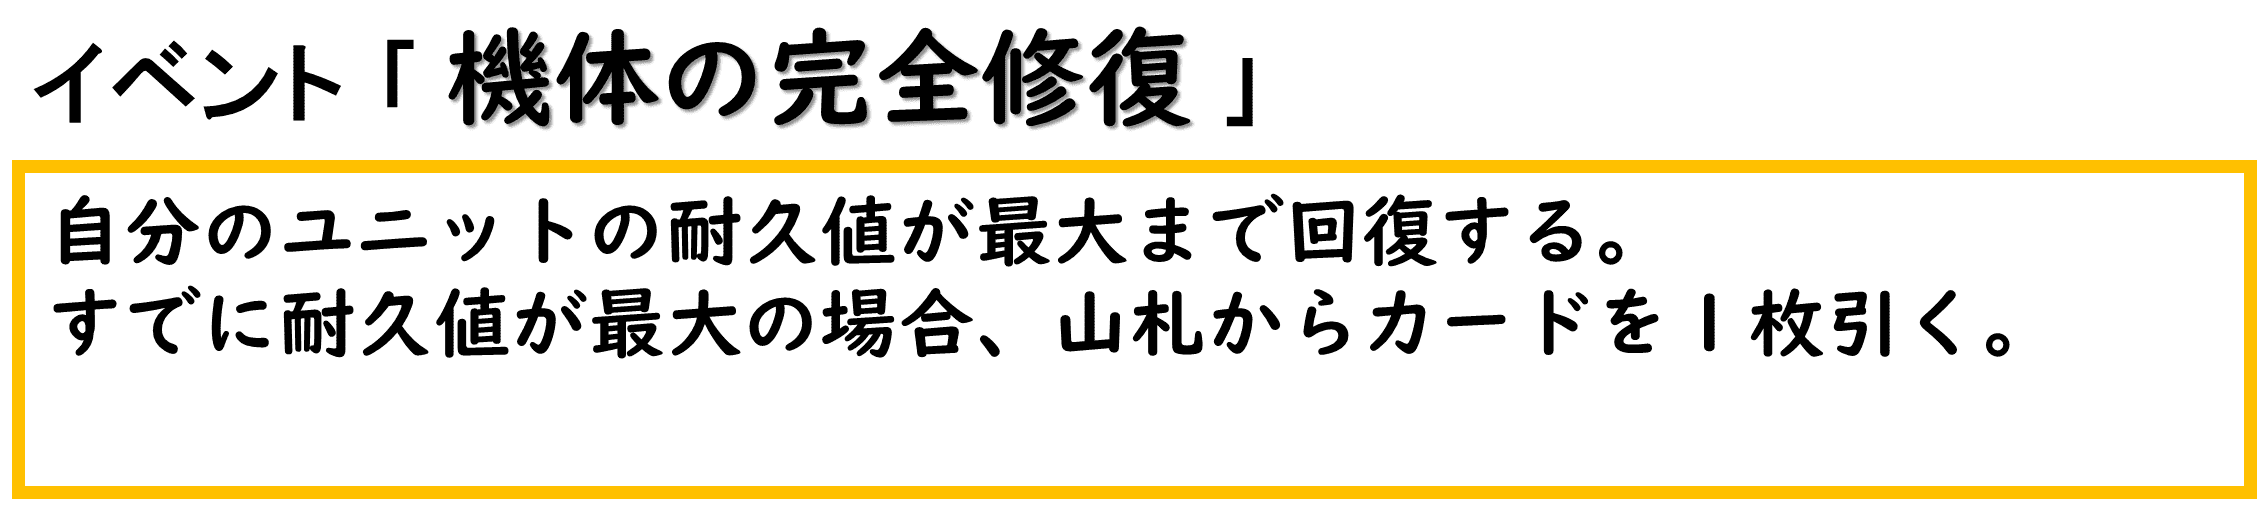 イベント「機体の完全修復」
自分のユニットの耐久値が最大まで回復する。
すでに耐久値が最大の場合、山札からカードを1枚引く。